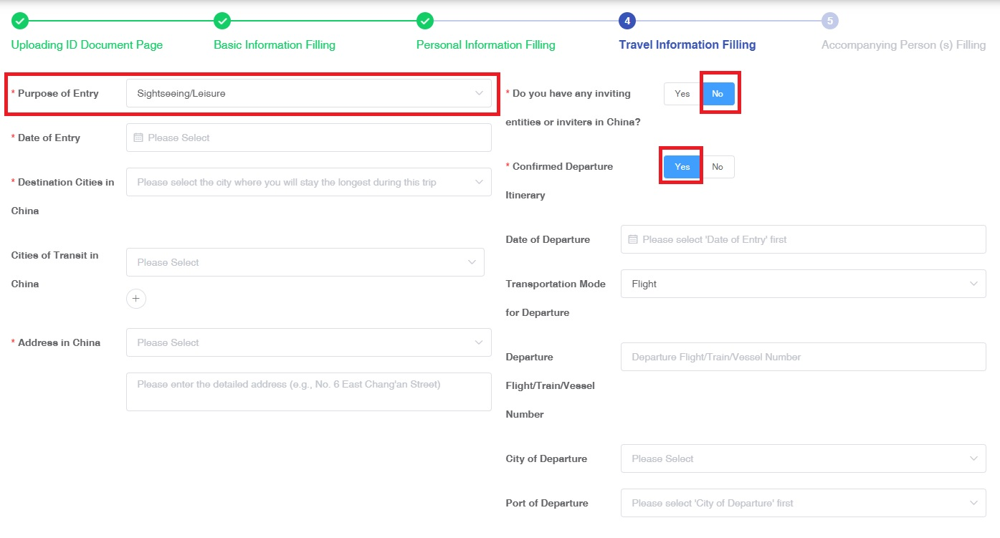 4
5
Uploading ID Document Page
Basic Information Filling
Personal Information Filling
Travel Information Filling
Accompanying Person (s) Filling
* Purpose of Entry
Sightseeing/Leisure
* Date of Entry
Please Select
* Destination Cities in
China
Please select the city where you will stay the longest during this trip
Cities of Transit in
China
Please Select
+
* Address in China
Please Select
Please enter the detailed address (e.g., No. 6 East Chang'an Street)
* Do you have any inviting
entities or inviters in China?
Yes
No
* Confirmed Departure
Itinerary
Yes
No
Date of Departure
Please select 'Date of Entry' first
Transportation Mode
for Departure
Flight
Departure
Flight/Train/Vessel
Number
Departure Flight/Train/Vessel Number
City of Departure
Please Select
Port of Departure
Please select 'City of Departure' first